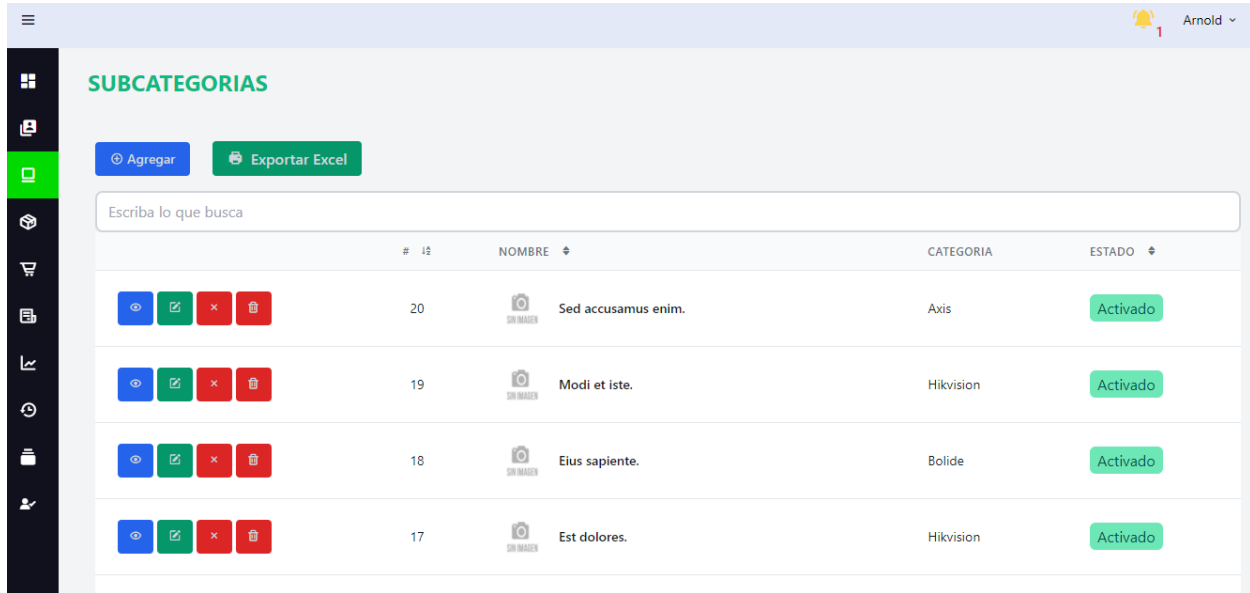 1 Arnold
SUBCATEGORIAS
Agregar Exportar Excel
Escriba lo que busca
# NOMBRE CATEGORIA ESTADO
20 SIN IMAGEN Sed accusamus enim. Axis Activado
19 SIN IMAGEN Modi et iste. Hikvision Activado
18 SIN IMAGEN Eius sapiente. Bolide Activado
17 SIN IMAGEN Est dolores. Hikvision Activado